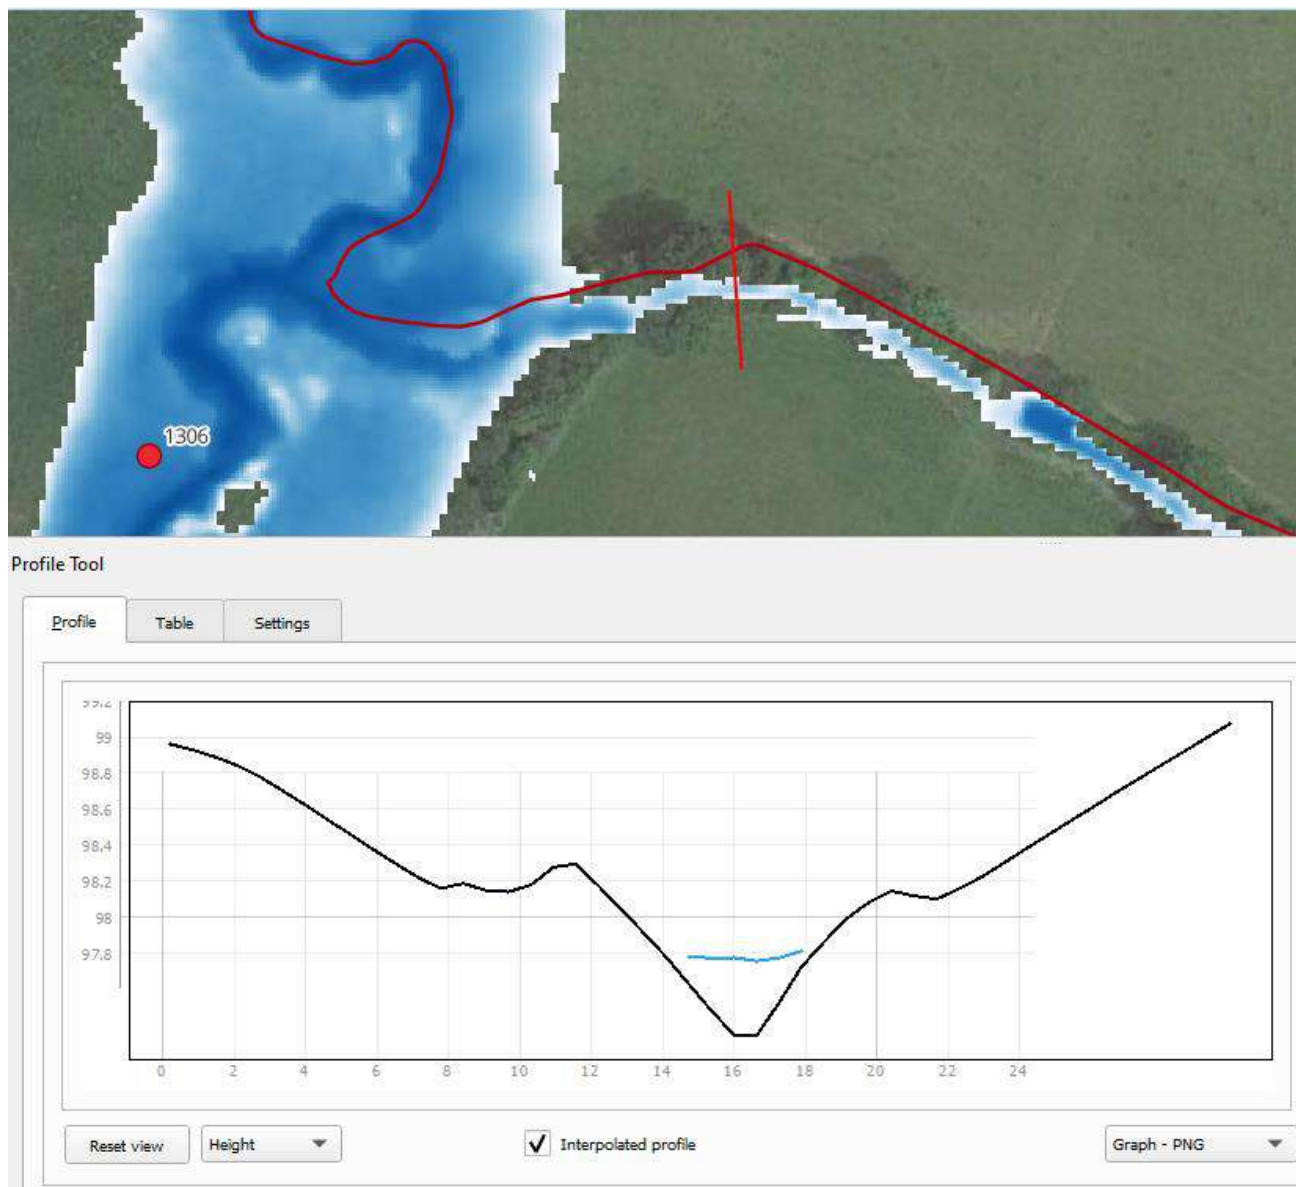 1306
Profile Tool
Profile Table Settings
99.2
99
98.8
98.6
98.4
98.2
98
97.8
0 2 4 6 8 10 12 14 16 18 20 22 24
Reset view Height Interpolated profile Graph - PNG